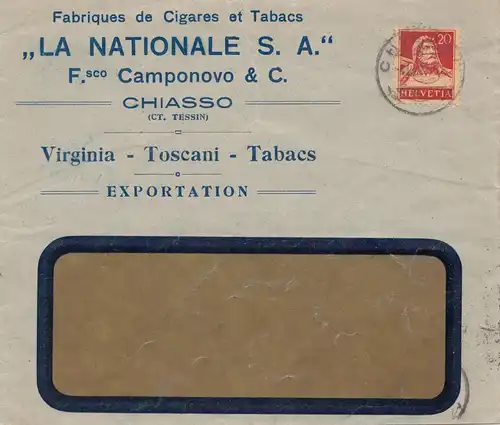 Fabriques de Cigares et Tabacs
„LA NATIONALE S. A."
F.sco Camponovo & C.
CHIASSO
(CT. TESSIN)
Virginia - Toscani - Tabacs
EXPORTATION
20
HELVETIA